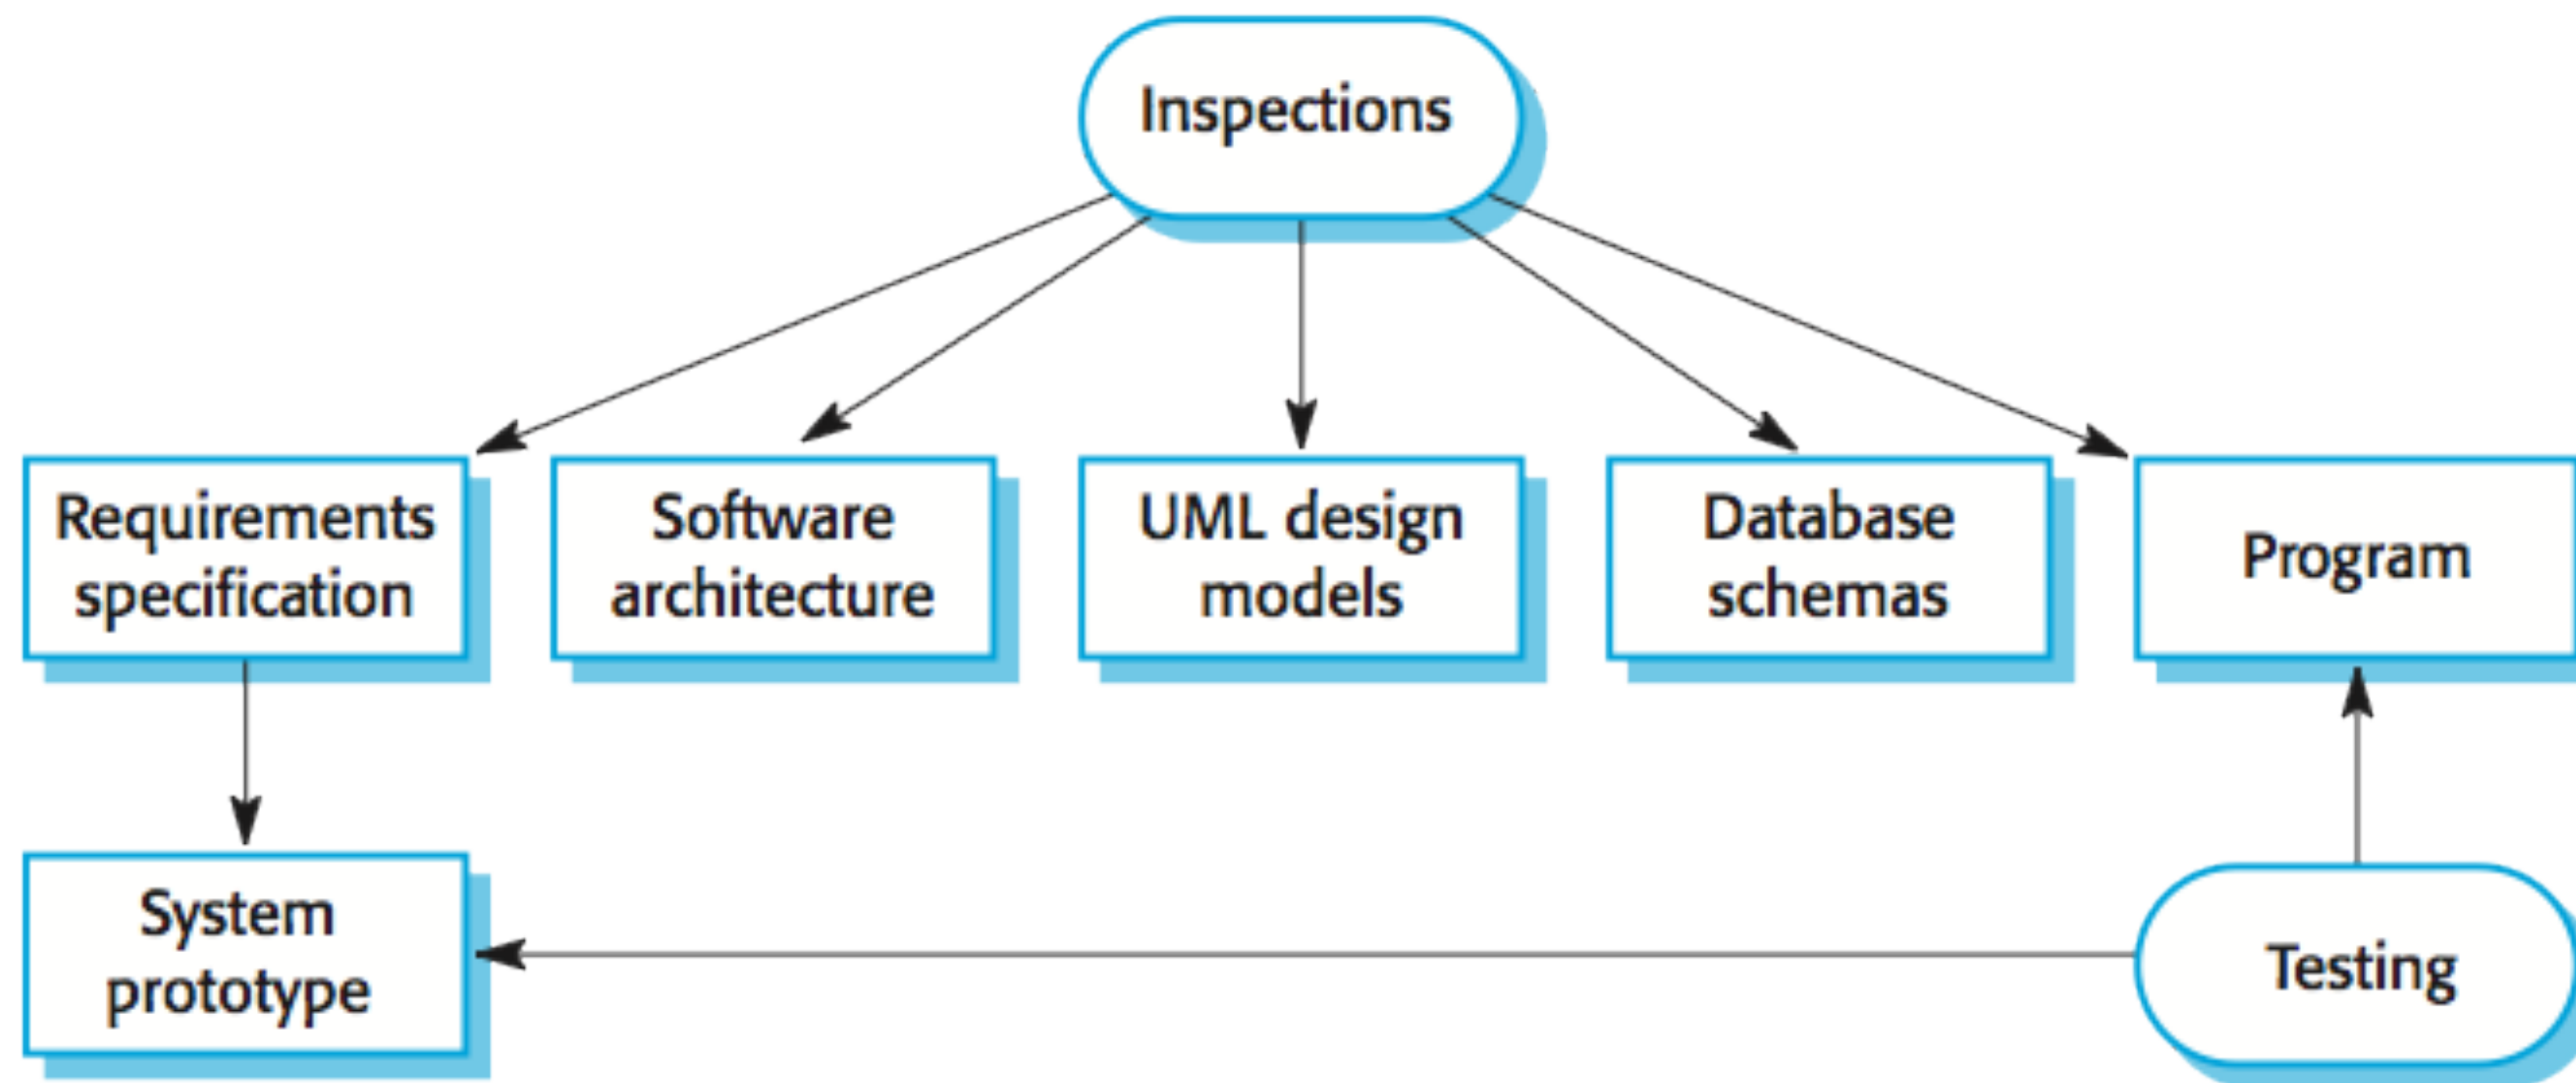 Inspections
Requirements
specification
Software
architecture
UML design
models
Database
schemas
Program
System
prototype
Testing